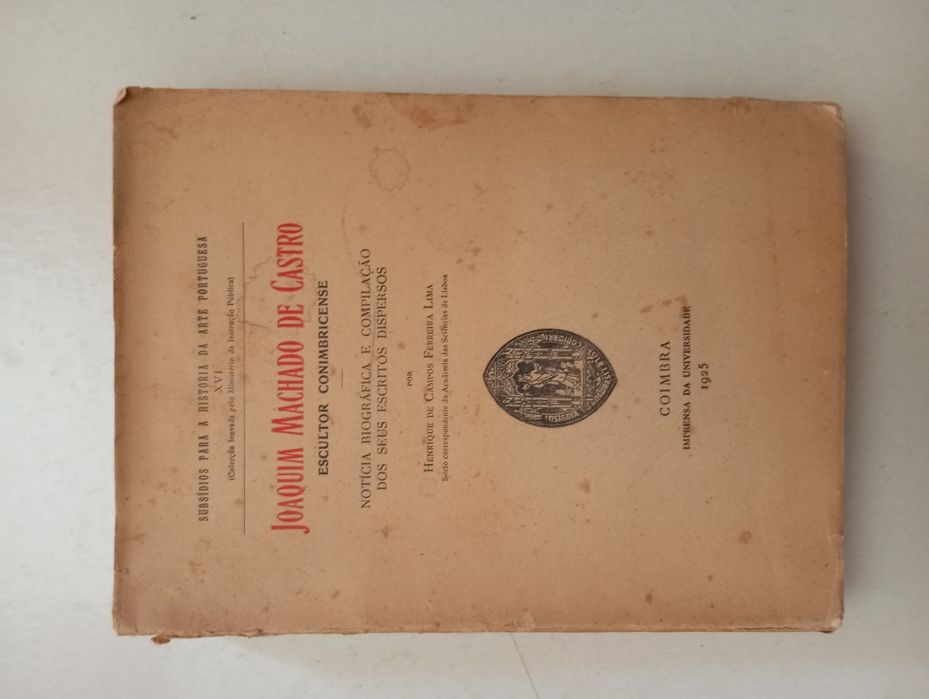 SUBSÍDIOS PARA A HISTÓRIA DA ARTE PORTUGUESA
XVI
(Colecção louvada pelo Ministério da Instrução Pública)
JOAQUIM MACHADO DE CASTRO
ESCULTOR CONIMBRICENSE
NOTÍCIA BIOGRÁFICA E COMPILAÇÃO
DOS SEUS ESCRITOS DISPERSOS
POR
HENRIQUE DE CAMPOS FERREIRA LIMA
Sócio correspondente da Academia das Sciências de Lisboa
COIMBRA
IMPRENSA DA UNIVERSIDADE
1925